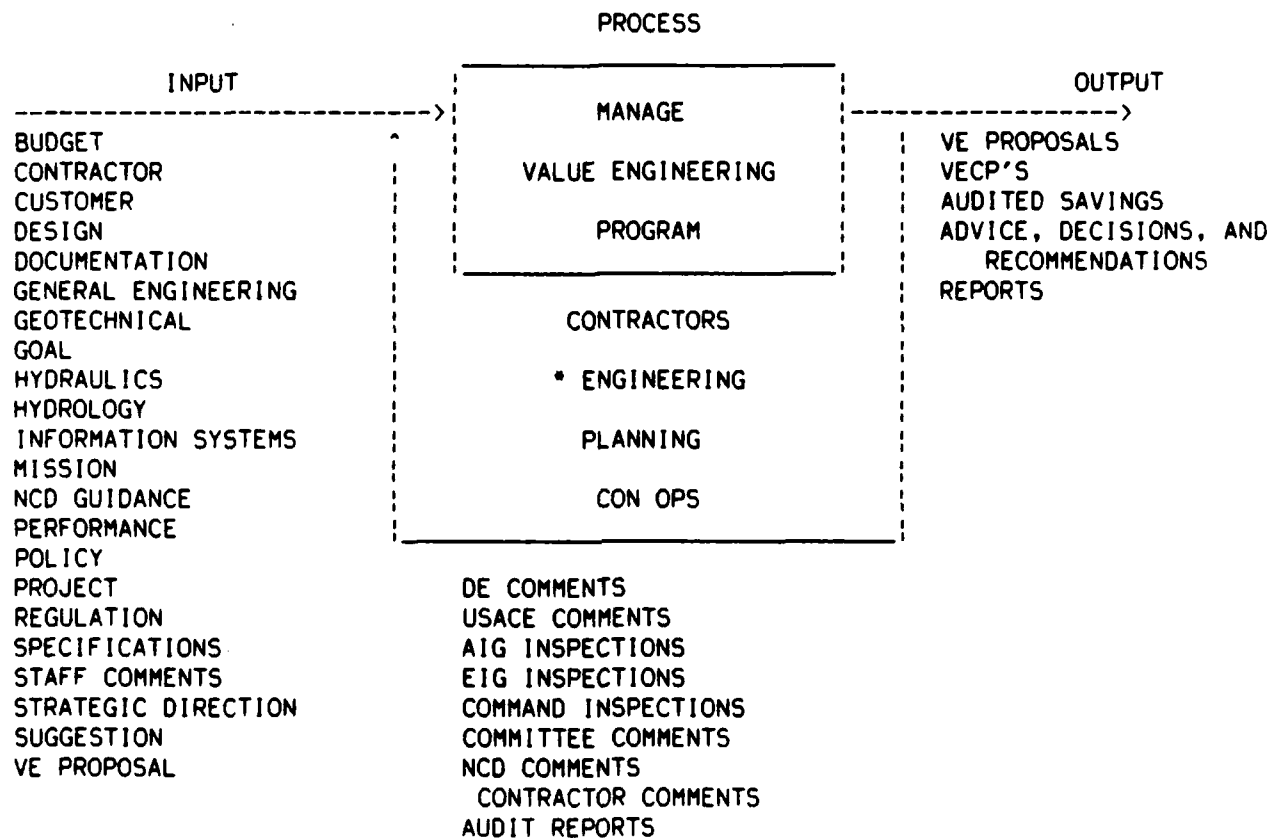 PROCESS
INPUT
OUTPUT
MANAGE
VALUE ENGINEERING
PROGRAM
BUDGET
CONTRACTOR
CUSTOMER
DESIGN
DOCUMENTATION
GENERAL ENGINEERING
GEOTECHNICAL
GOAL
HYDRAULICS
HYDROLOGY
INFORMATION SYSTEMS
MISSION
NCD GUIDANCE
PERFORMANCE
POLICY
PROJECT
REGULATION
SPECIFICATIONS
STAFF COMMENTS
STRATEGIC DIRECTION
SUGGESTION
VE PROPOSAL
CONTRACTORS
* ENGINEERING
PLANNING
CON OPS
DE COMMENTS
USACE COMMENTS
AIG INSPECTIONS
EIG INSPECTIONS
COMMAND INSPECTIONS
COMMITTEE COMMENTS
NCD COMMENTS
CONTRACTOR COMMENTS
AUDIT REPORTS
VE PROPOSALS
VECP'S
AUDITED SAVINGS
ADVICE, DECISIONS, AND
RECOMMENDATIONS
REPORTS